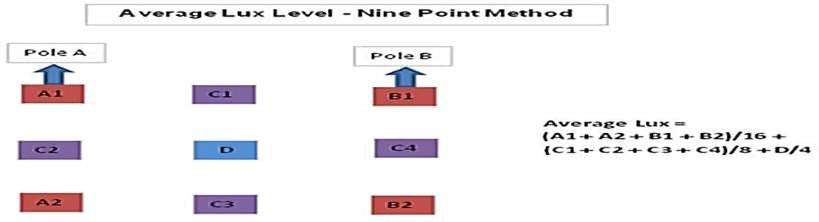 Average Lux Level - Nine Point Method
Pole A
Pole B
A1
C1
B1
C2
D
C4
A2
C3
B2
Average Lux =
(A1 + A2 + B1 + B2)/16 +
(C1 + C2 + C3 + C4)/8 + D/4